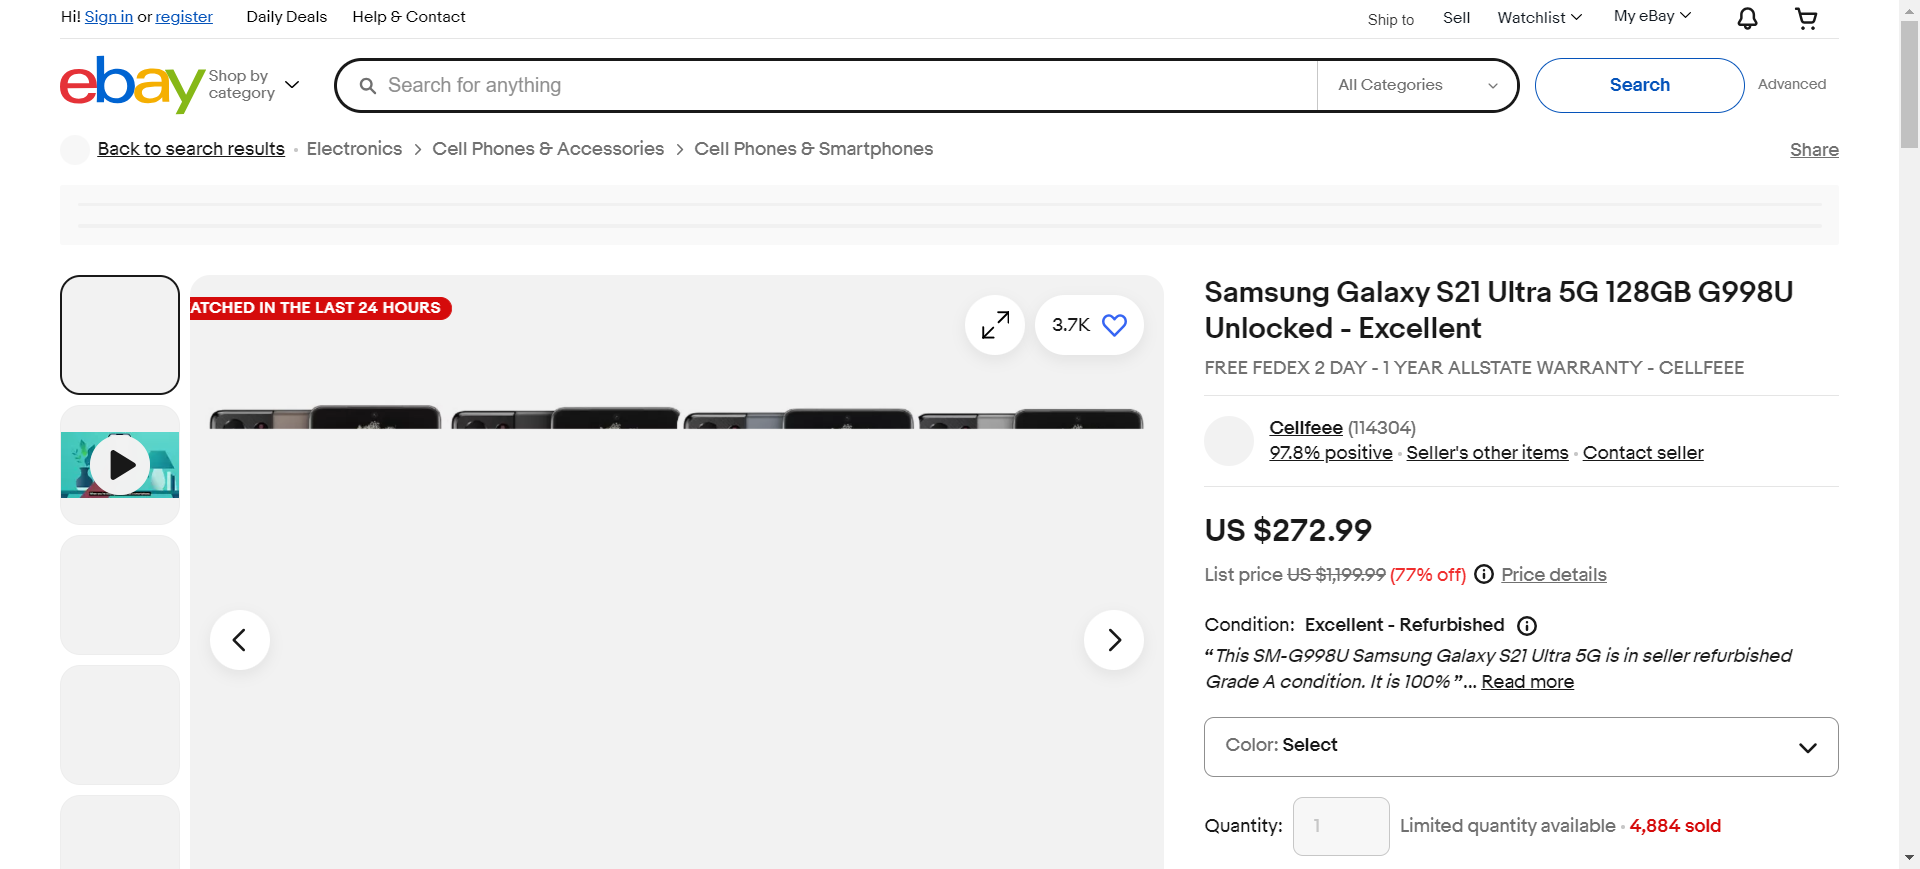 Hi! Sign in or register
Daily Deals
Help & Contact
Ship to
Sell
Watchlist
My eBay
ebay
Shop by category
Search for anything
All Categories
Search
Advanced
Back to search results
Electronics
Cell Phones & Accessories
Cell Phones & Smartphones
Share
ATCHED IN THE LAST 24 HOURS
3.7K
Samsung Galaxy S21 Ultra 5G 128GB G998U
Unlocked - Excellent
FREE FEDEX 2 DAY - 1 YEAR ALLSTATE WARRANTY - CELLFEEE
Cellfeee (114304)
97.8% positive · Seller's other items · Contact seller
US $272.99
List price US $1,199.99 (77% off) Price details
Condition: Excellent - Refurbished
“This SM-G998U Samsung Galaxy S21 Ultra 5G is in seller refurbished
Grade A condition. It is 100%”... Read more
Color: Select
Quantity: 1 Limited quantity available · 4,884 sold